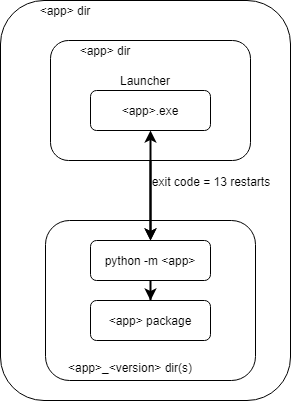 <app> dir
<app> dir
Launcher
<app>.exe
exit code = 13 restarts
python -m <app>
<app> package
<app>_<version> dir(s)